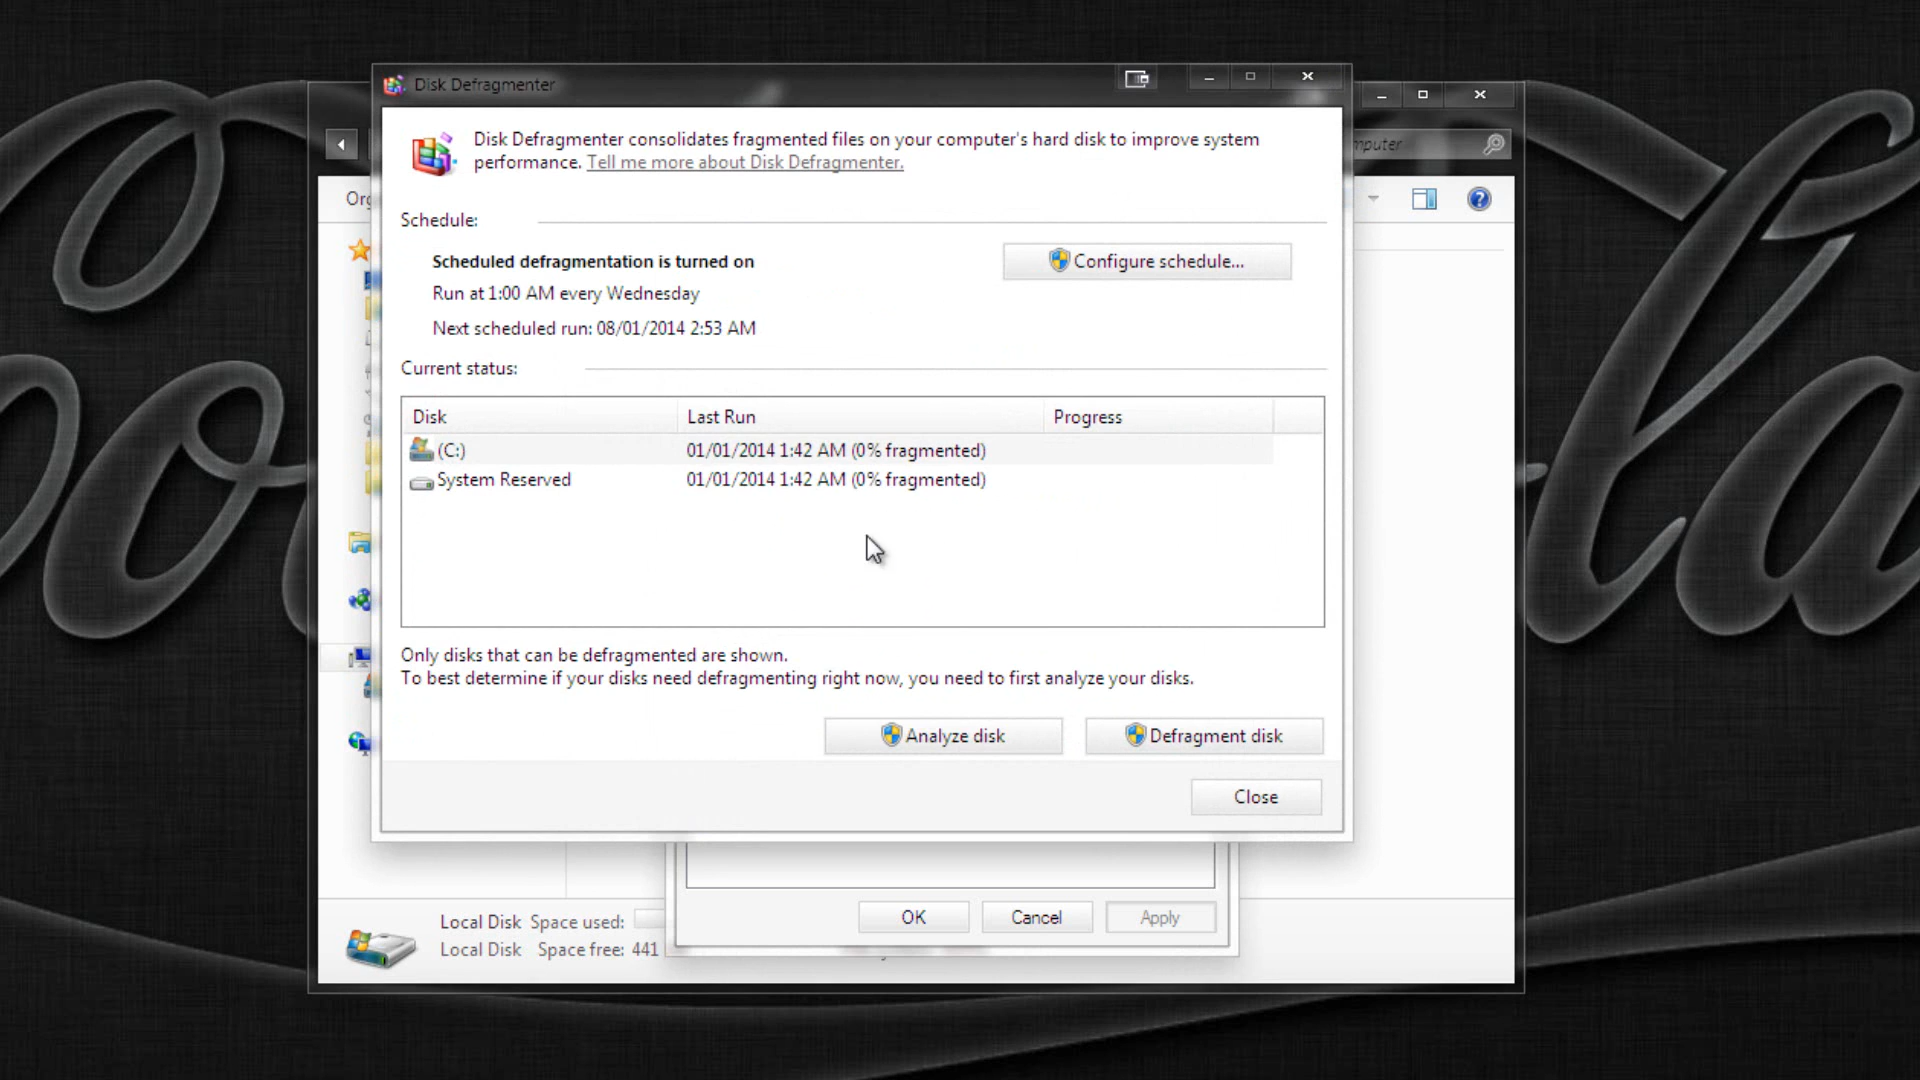 Disk Defragmenter
Disk Defragmenter consolidates fragmented files on your computer's hard disk to improve system
performance. Tell me more about Disk Defragmenter.
Schedule:
Scheduled defragmentation is turned on
Configure schedule...
Run at 1:00 AM every Wednesday
Next scheduled run: 08/01/2014 2:53 AM
Current status:
Disk Last Run Progress
(C:) 01/01/2014 1:42 AM (0% fragmented)
System Reserved 01/01/2014 1:42 AM (0% fragmented)
Only disks that can be defragmented are shown.
To best determine if your disks need defragmenting right now, you need to first analyze your disks.
Analyze disk Defragment disk
Close
OK Cancel Apply
Local Disk Space used:
Local Disk Space free: 441